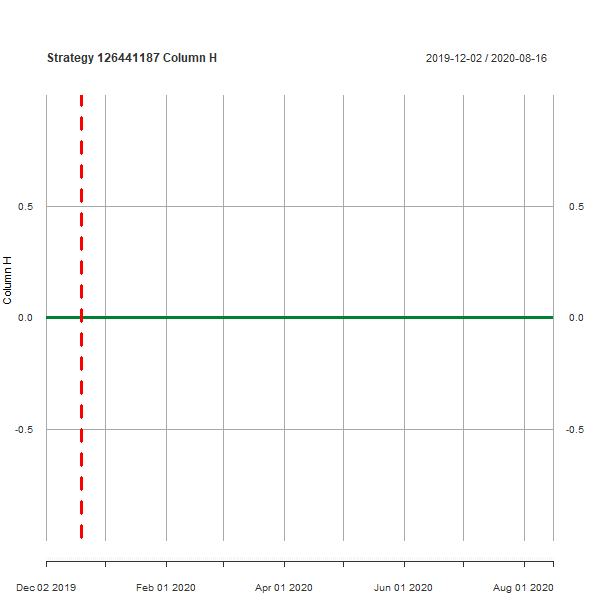 Strategy 126441187 Column H
2019-12-02 / 2020-08-16
0.5
0.5
Column H
0.0
0.0
-0.5
-0.5
Dec 02 2019
Feb 01 2020
Apr 01 2020
Jun 01 2020
Aug 01 2020